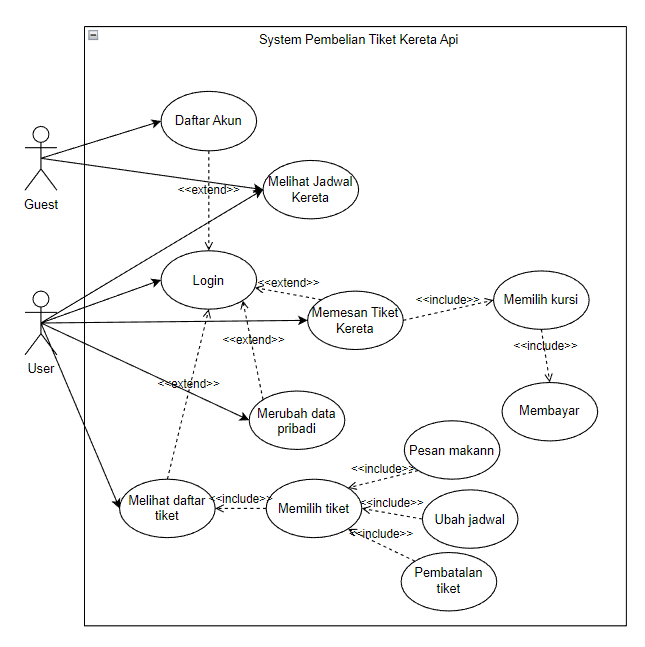 System Pembelian Tiket Kereta Api
Daftar Akun
Guest
<<extend>>
Melihat Jadwal
Kereta
Login
<<extend>>
Memesan Tiket
Kereta
<<include>>
Memilih kursi
User
<<extend>>
<<include>>
<<extend>>
Merubah data
pribadi
Membayar
Pesan makann
<<include>>
Melihat daftar
tiket
<<include>>
Memilih tiket
<<include>>
Ubah jadwal
<<include>>
Pembatalan
tiket